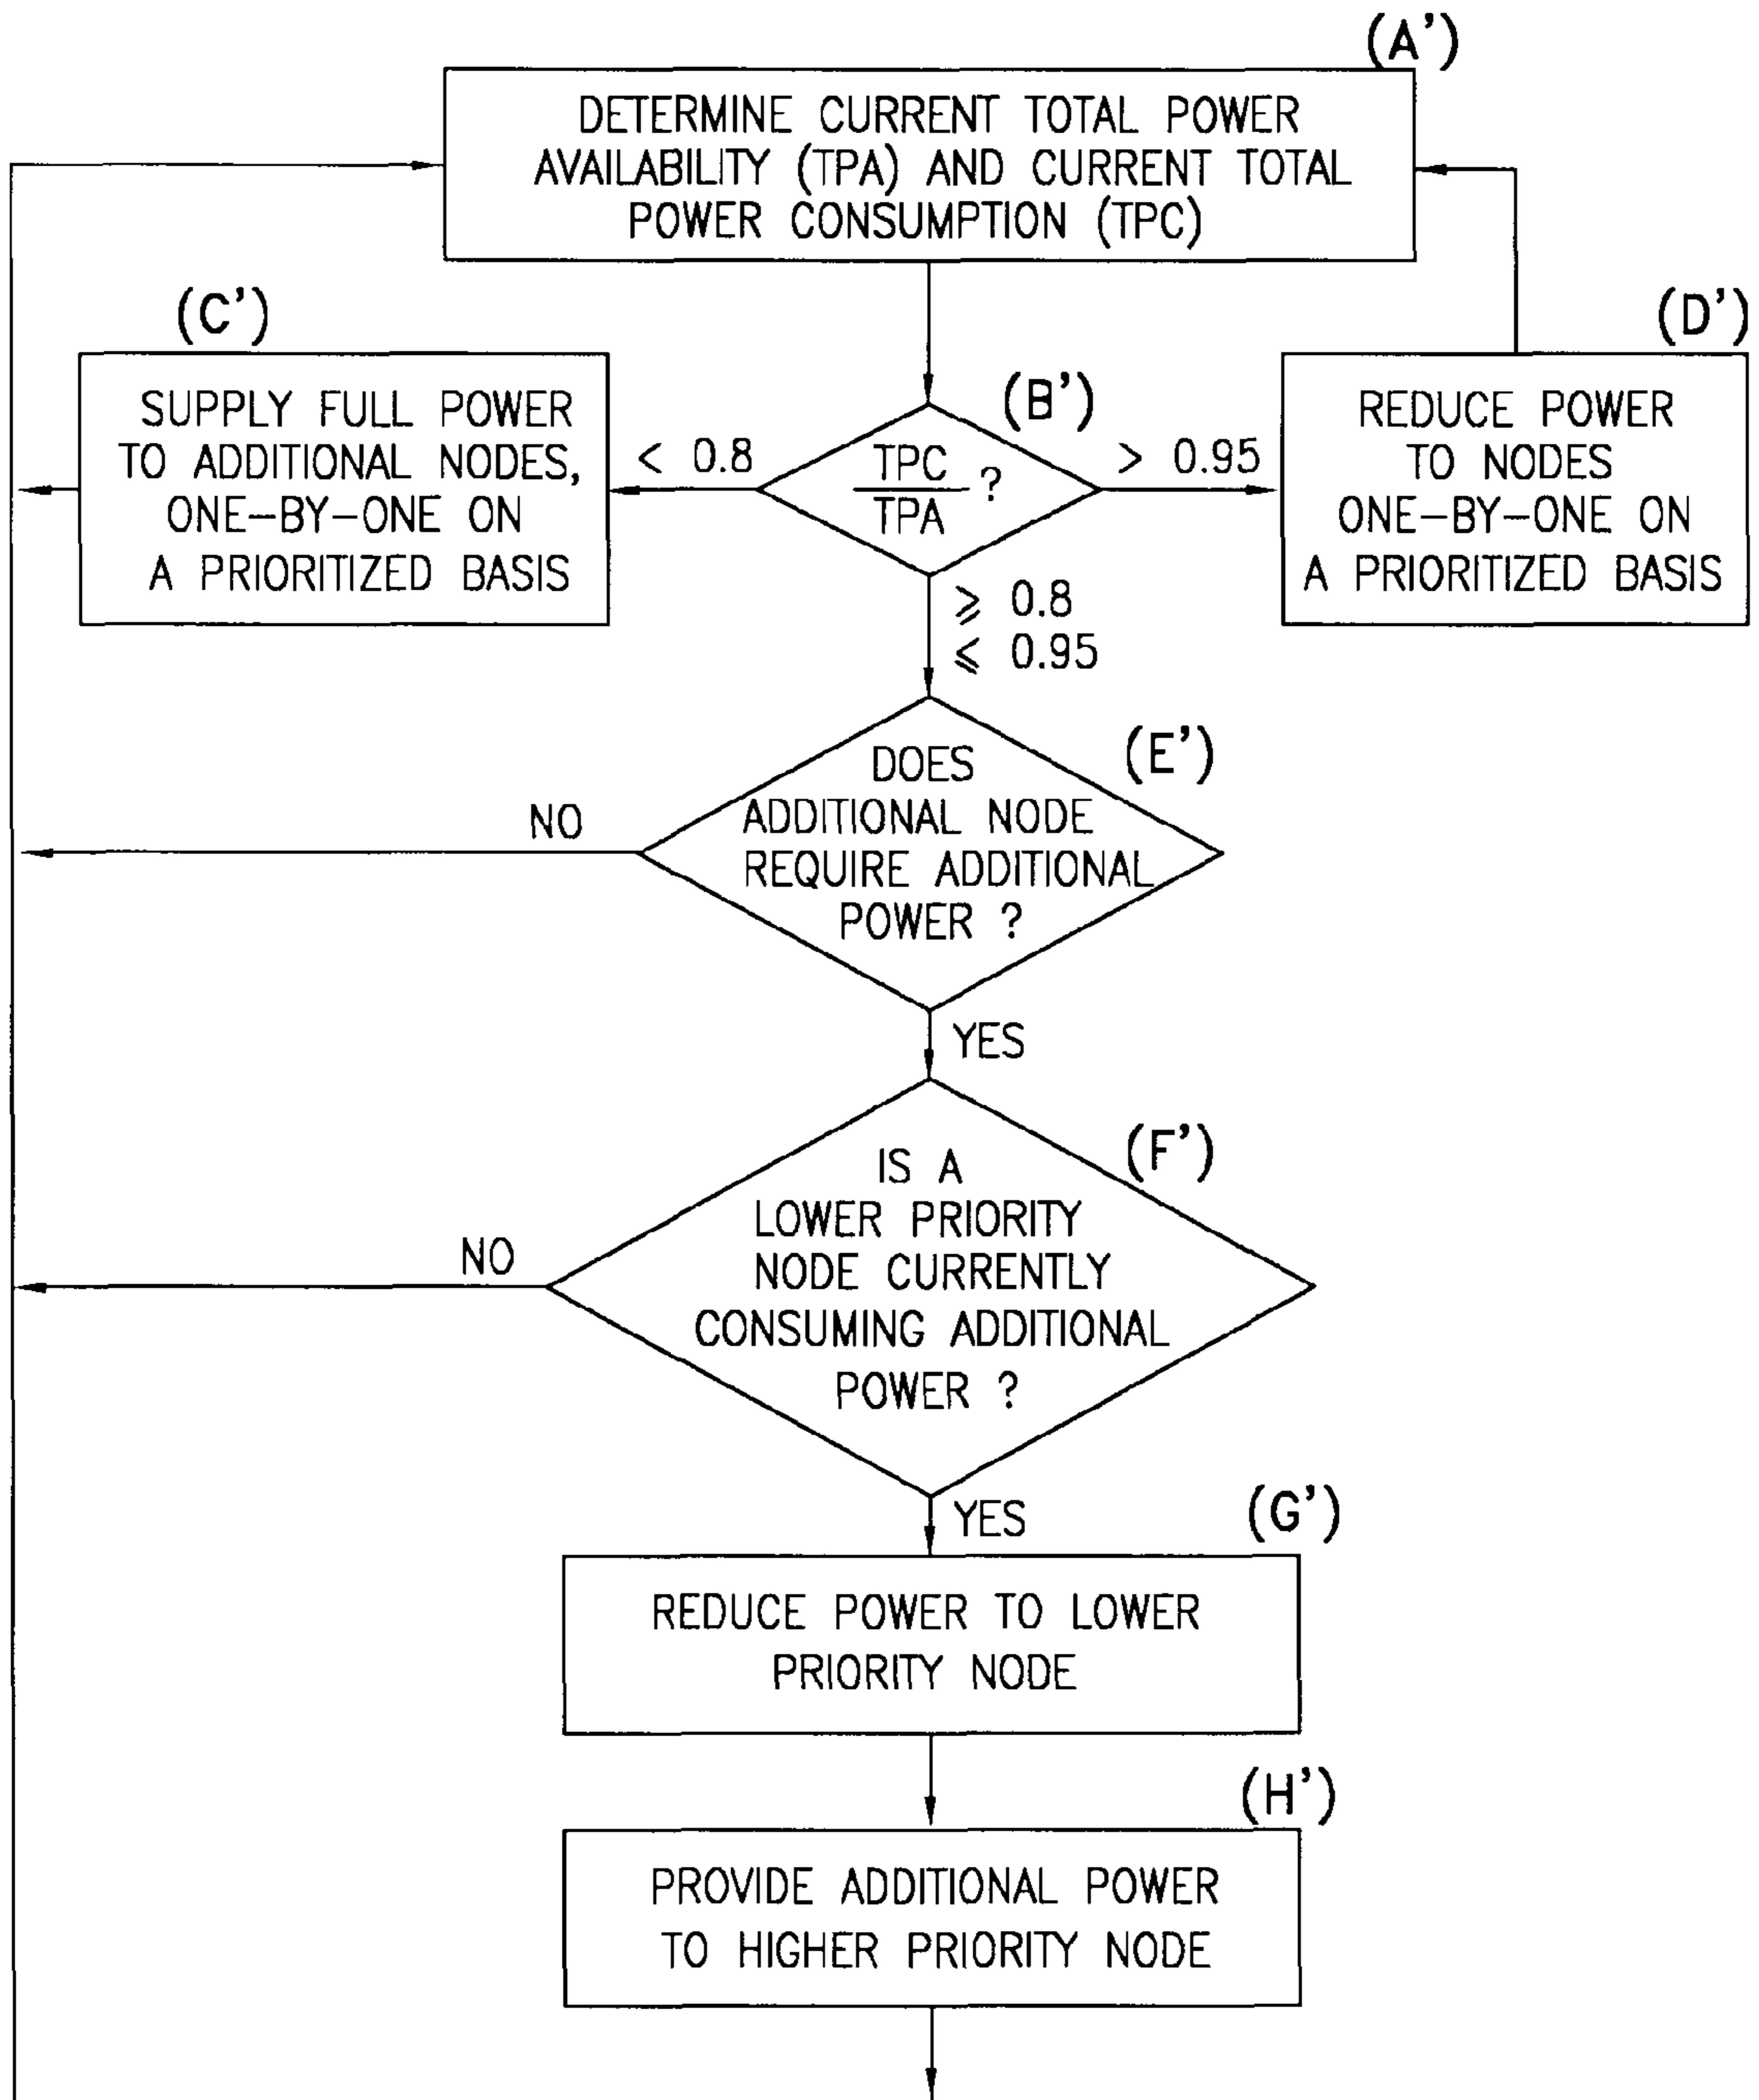 (A')
DETERMINE CURRENT TOTAL POWER
AVAILABILITY (TPA) AND CURRENT TOTAL
POWER CONSUMPTION (TPC)
(C')
SUPPLY FULL POWER
TO ADDITIONAL NODES,
ONE-BY-ONE ON
A PRIORITIZED BASIS
< 0.8
(B')
TPC
TPA
?
> 0.95
(D')
REDUCE POWER
TO NODES
ONE-BY-ONE ON
A PRIORITIZED BASIS
⩾ 0.8
⩽ 0.95
(E')
DOES
ADDITIONAL NODE
REQUIRE ADDITIONAL
POWER ?
NO
YES
(F')
IS A
LOWER PRIORITY
NODE CURRENTLY
CONSUMING ADDITIONAL
POWER ?
NO
YES
(G')
REDUCE POWER TO LOWER
PRIORITY NODE
(H')
PROVIDE ADDITIONAL POWER
TO HIGHER PRIORITY NODE